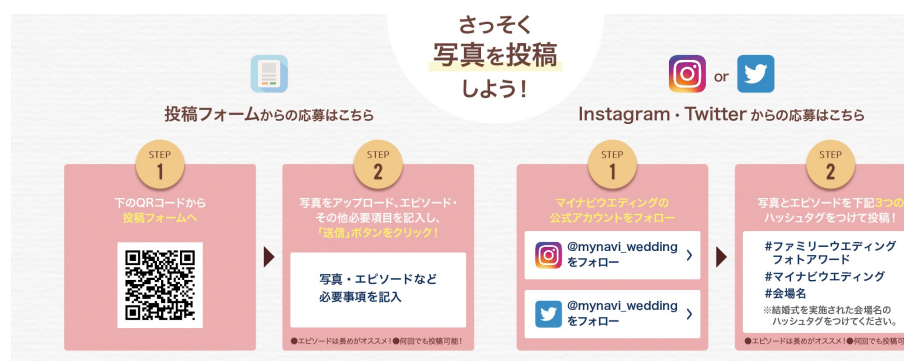 さっそく
写真を投稿
しよう！
投稿フォームからの応募はこちら
STEP
1
下のQRコードから
投稿フォームへ
STEP
2
写真をアップロード、エピソード・
その他必要項目を記入し、
「送信」ボタンをクリック！
写真・エピソードなど
必要事項を記入
●エピソードは長めがオススメ！●何回でも投稿可能！
or
Instagram・Twitter からの応募はこちら
STEP
1
マイナビウエディングの
公式アカウントをフォロー
@mynavi_wedding
をフォロー
@mynavi_wedding
をフォロー
STEP
2
写真とエピソードを下記3つの
ハッシュタグをつけて投稿！
#ファミリーウエディング
フォトアワード
#マイナビウエディング
#会場名
※結婚式を実施された会場名の
ハッシュタグをつけてください。
●エピソードは長めがオススメ！●何回でも投稿可